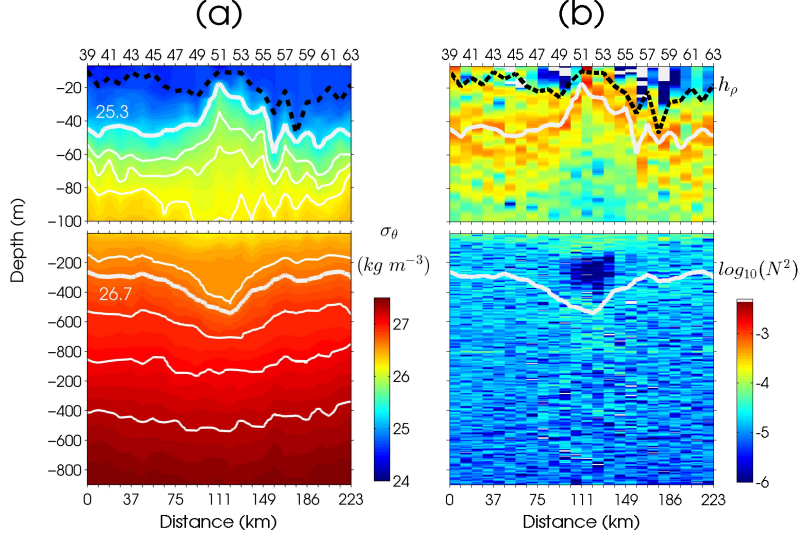 (a)
(b)
39 41 43 45 47 49 51 53 55 57 59 61 63
39 41 43 45 47 49 51 53 55 57 59 61 63
−20
−40
−60
−80
−100
25.3
h_ρ
Depth (m)
σ_θ
(kg m⁻³)
−200
−400
−600
−800
−400
−600
−800
26.7
27
26
25
24
log₁₀(N²)
-3
-4
-5
-6
0 37 75 111 149 186 223
0 37 75 111 149 186 223
Distance (km)
Distance (km)